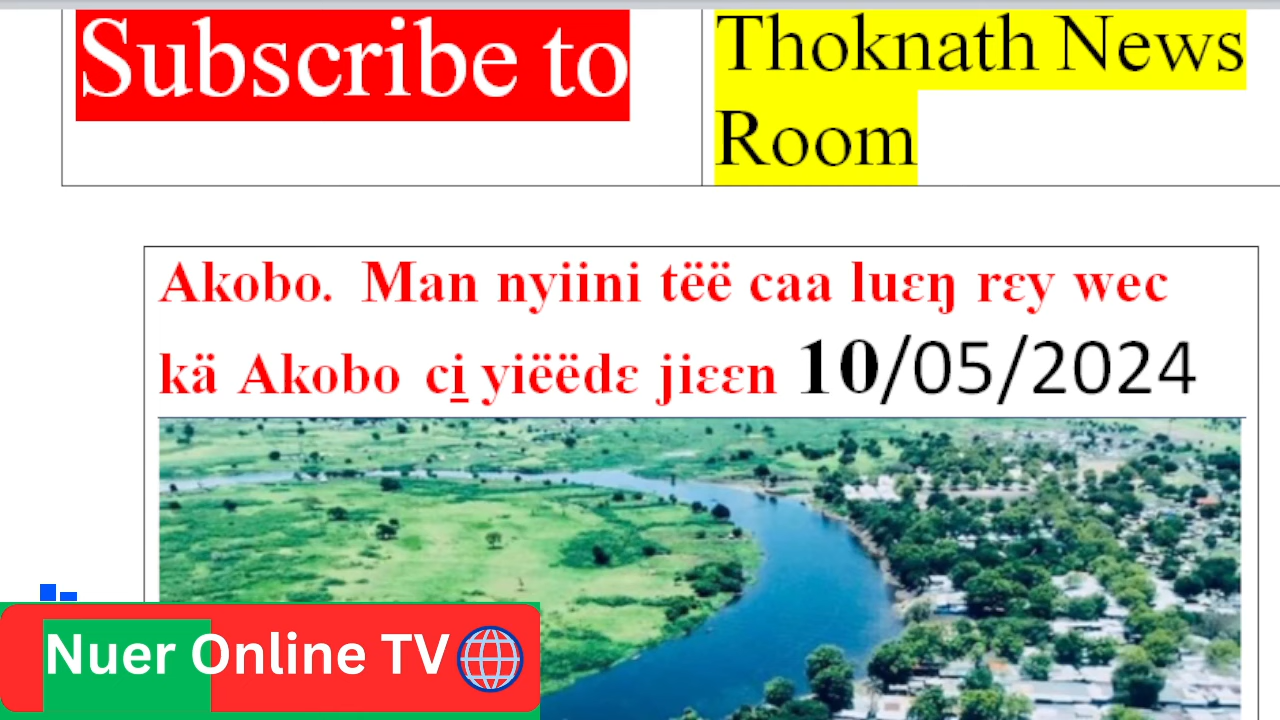 Subscribe to
Thoknath News
Room
Akobo. Man nyiini tëë caa luɛŋ rɛy wec
kä Akobo ci̱ yiëëdɛ jiɛɛn 10/05/2024
Nuer Online TV